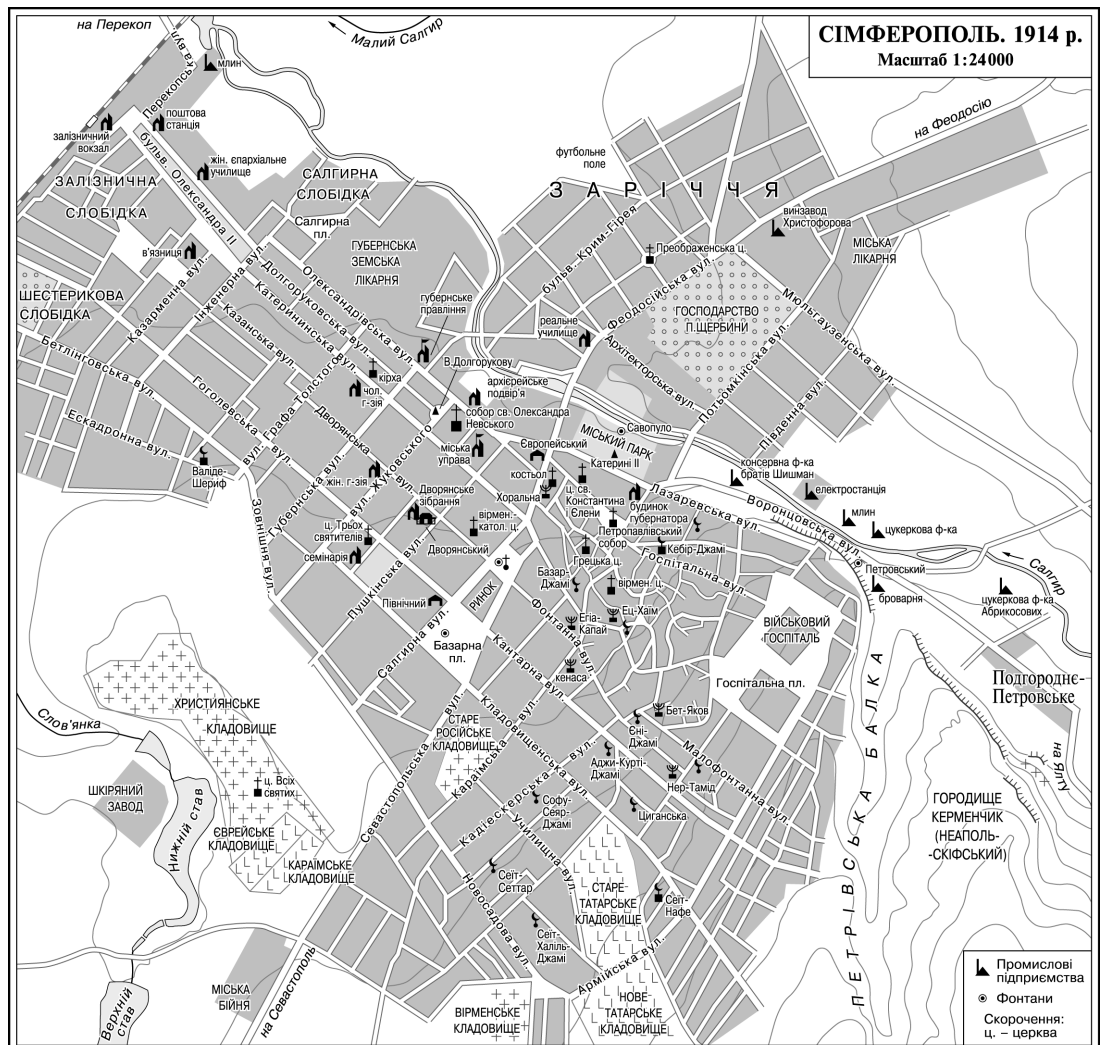 на Перекоп
Малий Салгир
СІМФЕРОПОЛЬ. 1914 р.
Масштаб 1:24000
Перекопська вул.
млин
поштова
станція
залізничний
вокзал
бульв. Олександра ІІ
жін. єпархіальне
училище
ЗАЛІЗНИЧНА
СЛОБІДКА
САЛГИРНА
СЛОБІДКА
Салгирна
пл.
в'язниця
ГУБЕРНСЬКА
ЗЕМСЬКА
ЛІКАРНЯ
футбольне
поле
ЗАРІЧЧЯ
на Феодосію
винзавод
Христофорова
МІСЬКА
ЛІКАРНЯ
Преображенська ц.
бульв. Крим-Гірея
Феодосійська вул.
ГОСПОДАРСТВО
П.ЩЕРБИНИ
Мюльгаузенська вул.
ШЕСТЕРИКОВА
СЛОБІДКА
Казарменна вул.
Інженерна вул.
Долгоруковська вул.
Олександрівська вул.
Катерининська вул.
Казанська вул.
губернське
правління
реальне
училище
Архітекторська вул.
Потьомкінська вул.
Південна вул.
Бетлінговська вул.
Гоголевська вул.
вул. Графа Толстого
Ескадронна вул.
кірха
чол.
г-зія
В.Долгорукову
архієрейське
подвір'я
собор св. Олександра
Невського
міська
управа
Європейський
Савопуло
МІСЬКИЙ ПАРК
Катерині ІІ
Дворянська вул.
Валіде-
Шериф
жін. г-зія
вул. Жуковського
Губернська вул.
Дворянське
зібрання
Дворянський
вірмен.-
катол. ц.
костьол
Хоральна
ц. св.
Константина
і Єлени
будинок
губернатора
Лазаревська вул.
консервна ф-ка
братів Шишман
електростанція
млин
цукеркова ф-ка
Воронцовська вул.
Петропавлівський
собор
Кебір-Джамі
Грецька ц.
Госпітальна вул.
Петровський
броварня
Салгир
цукеркова ф-ка
Абрикосових
Зовнішня вул.
ц. Трьох
святителів
семінарія
Пушкінська вул.
Північний
РИНОК
Базар-
Джамі
вірмен. ц.
Фонтанна вул.
Егіа-
Капай
Ец-Хаім
ВІЙСЬКОВИЙ
ГОСПІТАЛЬ
Базарна
пл.
Салгирна вул.
Кантарна вул.
кенаса
Госпітальна пл.
Подгороднє-
Петровське
на Ялту
ХРИСТИЯНСЬКЕ
КЛАДОВИЩЕ
Слов'янка
СТАРЕ
РОСІЙСЬКЕ
КЛАДОВИЩЕ
Кладовищенська вул.
Караїмська вул.
Бет-Яков
Єні-
Джамі
Аджи-Курті-
Джамі
Малофонтанна вул.
Нер-Тамід
ШКІРЯНИЙ
ЗАВОД
ц. Всіх
святих
Севастопольська вул.
Кадієскерська вул.
Софу-
Сеяр-
Джамі
Циганська
ГОРОДИЩЕ
КЕРМЕНЧИК
(НЕАПОЛЬ-
-СКІФСЬКИЙ)
ПЕТРІВСЬКА БАЛКА
Нижній став
ЄВРЕЙСЬКЕ
КЛАДОВИЩЕ
КАРАЇМСЬКЕ
КЛАДОВИЩЕ
Училищна вул.
Сеїт-
Сеттар
Новосадова вул.
СТАРЕ
ТАТАРСЬКЕ
КЛАДОВИЩЕ
Сеїт-
Нафе
Сеїт-
Халіль-
Джамі
Армійська вул.
МІСЬКА
БІЙНЯ
на Севастополь
Верхній
став
ВІРМЕНСЬКЕ
КЛАДОВИЩЕ
НОВЕ
ТАТАРСЬКЕ
КЛАДОВИЩЕ
Промислові
підприємства
Фонтани
Скорочення:
ц. – церква